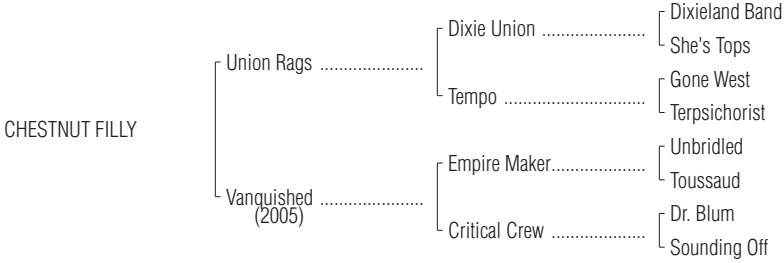 Dixieland Band
Dixie Union ......................
She's Tops
Union Rags ......................
Gone West
Tempo ..............................
Terpsichorist
CHESTNUT FILLY
Unbridled
Empire Maker....................
Toussaud
Vanquished ......................
(2005)
Dr. Blum
Critical Crew ....................
Sounding Off